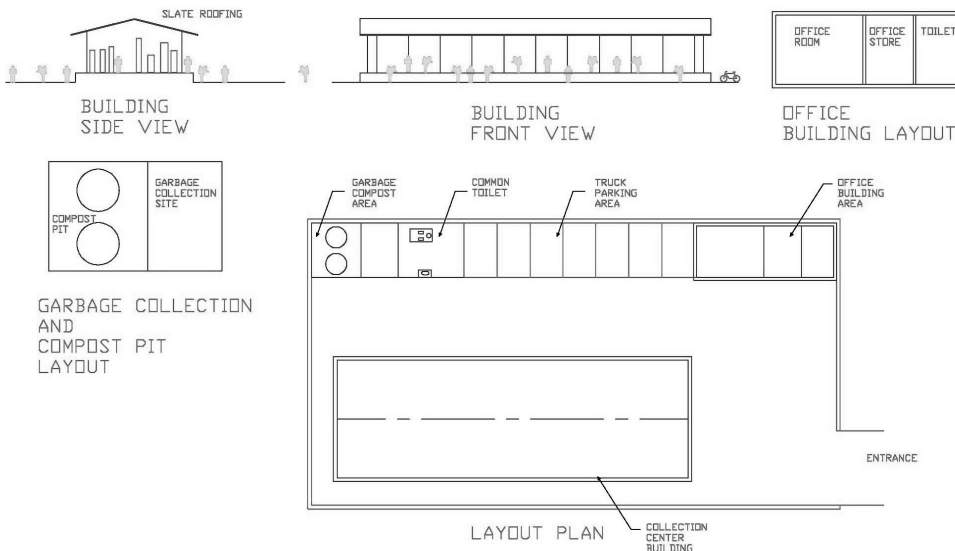 SLATE ROOFING
BUILDING
SIDE VIEW
BUILDING
FRONT VIEW
OFFICE
ROOM
OFFICE
STORE
TOILET
OFFICE
BUILDING LAYOUT
COMPOST
PIT
GARBAGE
COLLECTION
SITE
GARBAGE COLLECTION
AND
COMPOST PIT
LAYOUT
GARBAGE
COMPOST
AREA
COMMON
TOILET
TRUCK
PARKING
AREA
OFFICE
BUILDING
AREA
ENTRANCE
LAYOUT PLAN
COLLECTION
CENTER
BUILDING